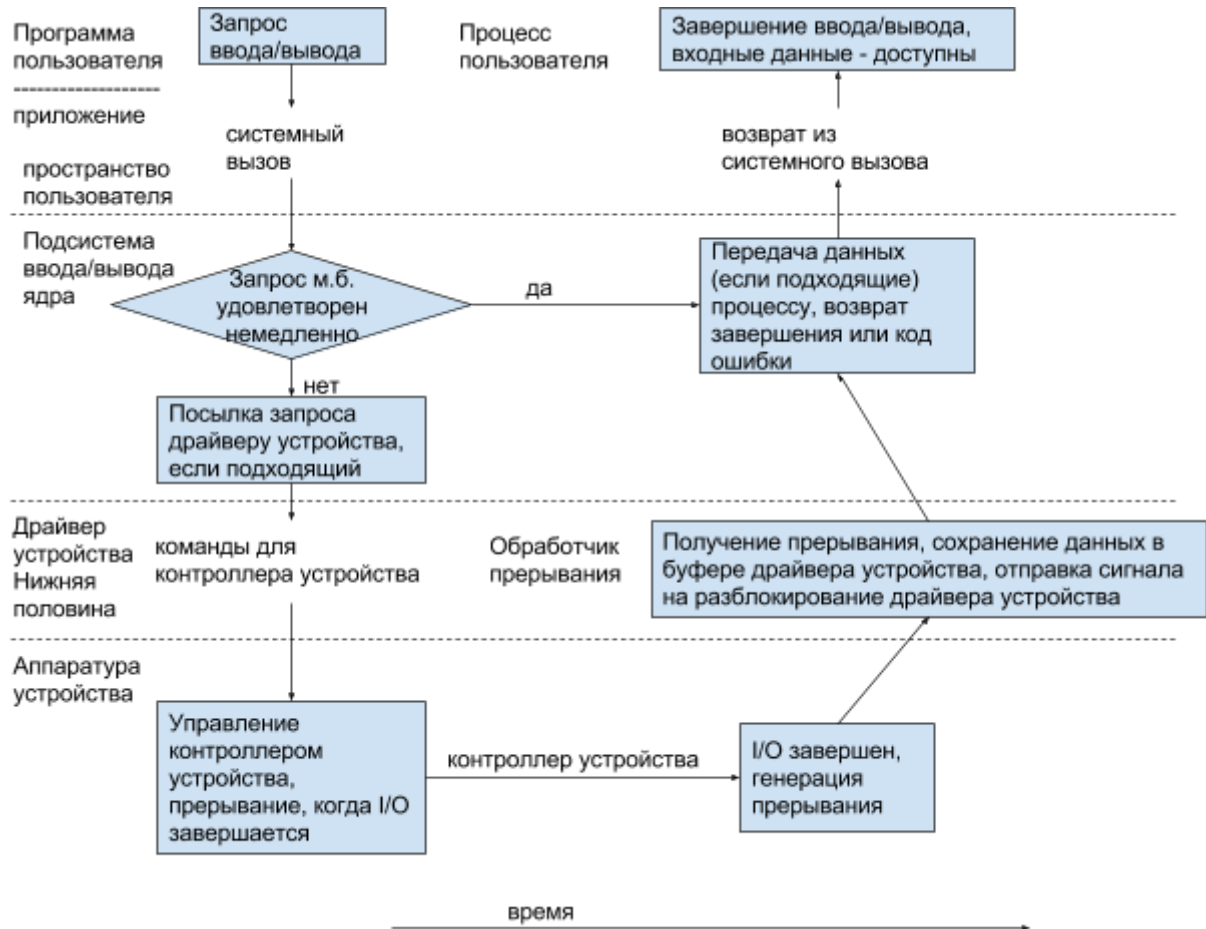 Программа
пользователя
-------------------
приложение
Запрос
ввода/вывода
Процесс
пользователя
Завершение ввода/вывода,
входные данные - доступны
системный
вызов
возврат из
системного вызова
пространство
пользователя
Подсистема
ввода/вывода
ядра
Запрос м.б.
удовлетворен
немедленно
да
Передача данных
(если подходящие)
процессу, возврат
завершения или код
ошибки
нет
Посылка запроса
драйверу устройства,
если подходящий
Драйвер
устройства
Нижняя
половина
команды для
контроллера устройства
Обработчик
прерывания
Получение прерывания, сохранение данных в
буфере драйвера устройства, отправка сигнала
на разблокирование драйвера устройства
Аппаратура
устройства
Управление
контроллером
устройства,
прерывание, когда I/O
завершается
контроллер устройства
I/O завершен,
генерация
прерывания
время